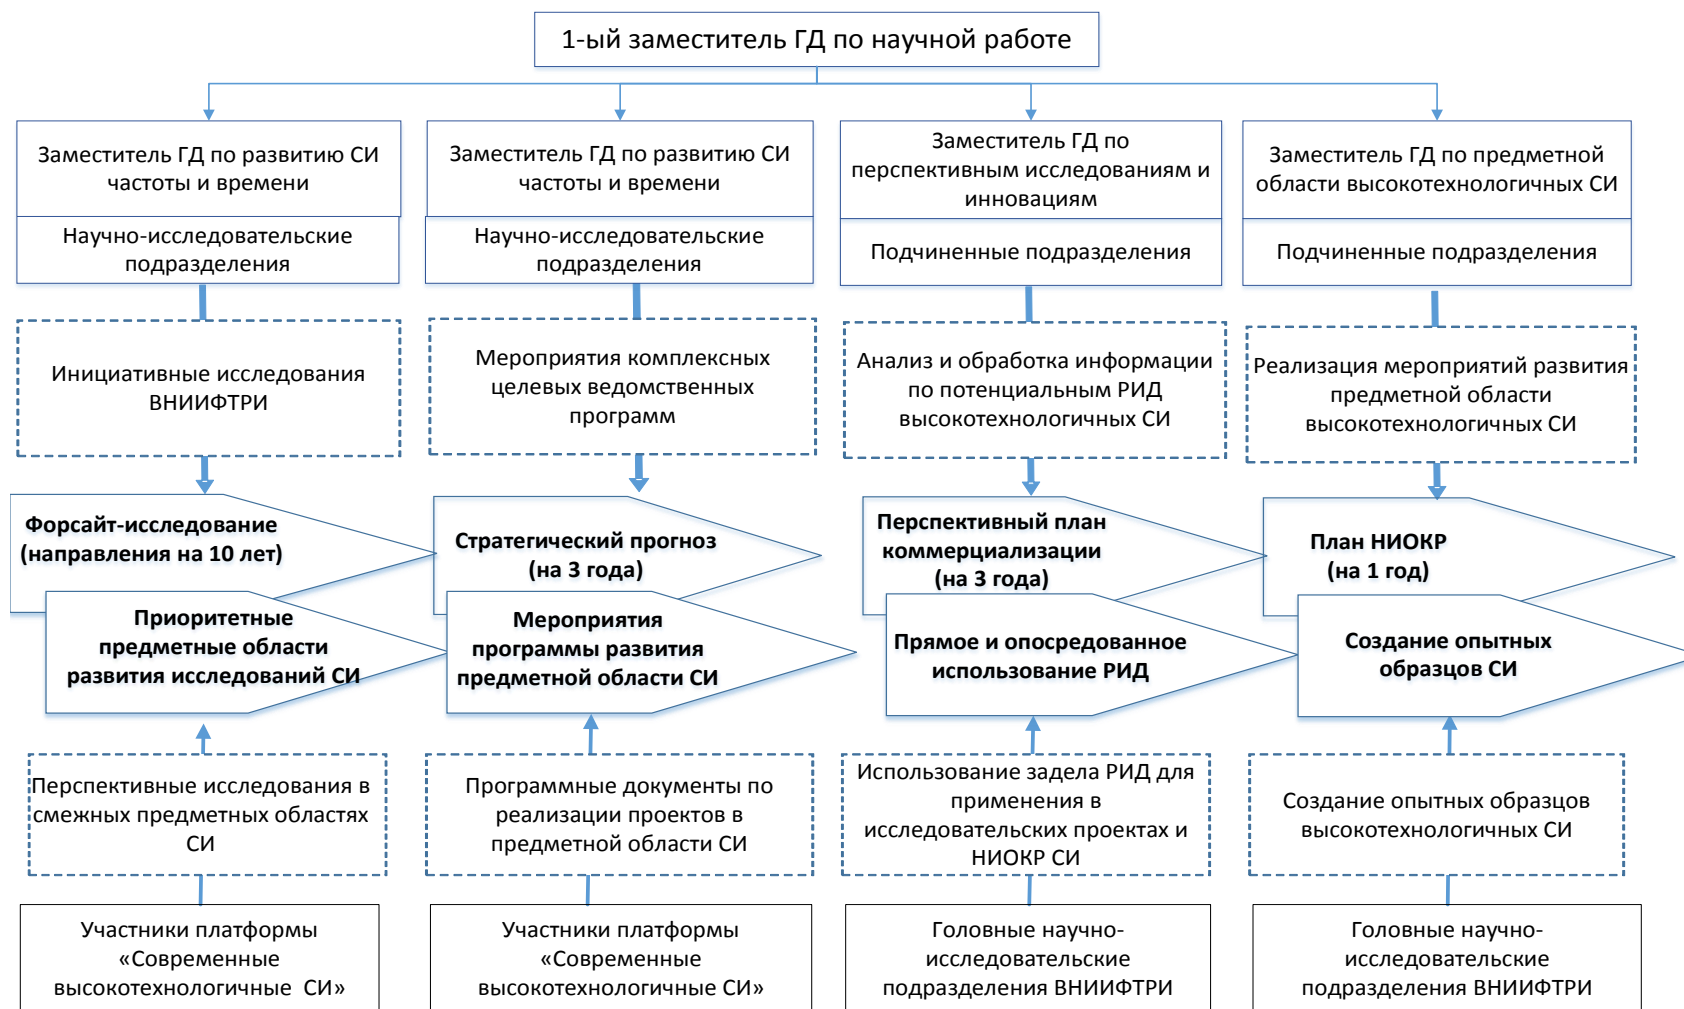 1-ый заместитель ГД по научной работе
Заместитель ГД по развитию СИ
частоты и времени
Заместитель ГД по развитию СИ
частоты и времени
Заместитель ГД по
перспективным исследованиям и
инновациям
Заместитель ГД по предметной
области высокотехнологичных СИ
Научно-исследовательские
подразделения
Научно-исследовательские
подразделения
Подчиненные подразделения
Подчиненные подразделения
Инициативные исследования
ВНИИФТРИ
Мероприятия комплексных
целевых ведомственных
программ
Анализ и обработка информации
по потенциальным РИД
высокотехнологичных СИ
Реализация мероприятий развития
предметной области
высокотехнологичных СИ
Форсайт-исследование
(направления на 10 лет)
Стратегический прогноз
(на 3 года)
Перспективный план
коммерциализации
(на 3 года)
План НИОКР
(на 1 год)
Приоритетные
предметные области
развития исследований СИ
Мероприятия
программы развития
предметной области СИ
Прямое и опосредованное
использование РИД
Создание опытных
образцов СИ
Перспективные исследования в
смежных предметных областях
СИ
Программные документы по
реализации проектов в
предметной области СИ
Использование задела РИД для
применения в
исследовательских проектах и
НИОКР СИ
Создание опытных образцов
высокотехнологичных СИ
Участники платформы
«Современные
высокотехнологичные СИ»
Участники платформы
«Современные
высокотехнологичные СИ»
Головные научно-
исследовательские
подразделения ВНИИФТРИ
Головные научно-
исследовательские
подразделения ВНИИФТРИ